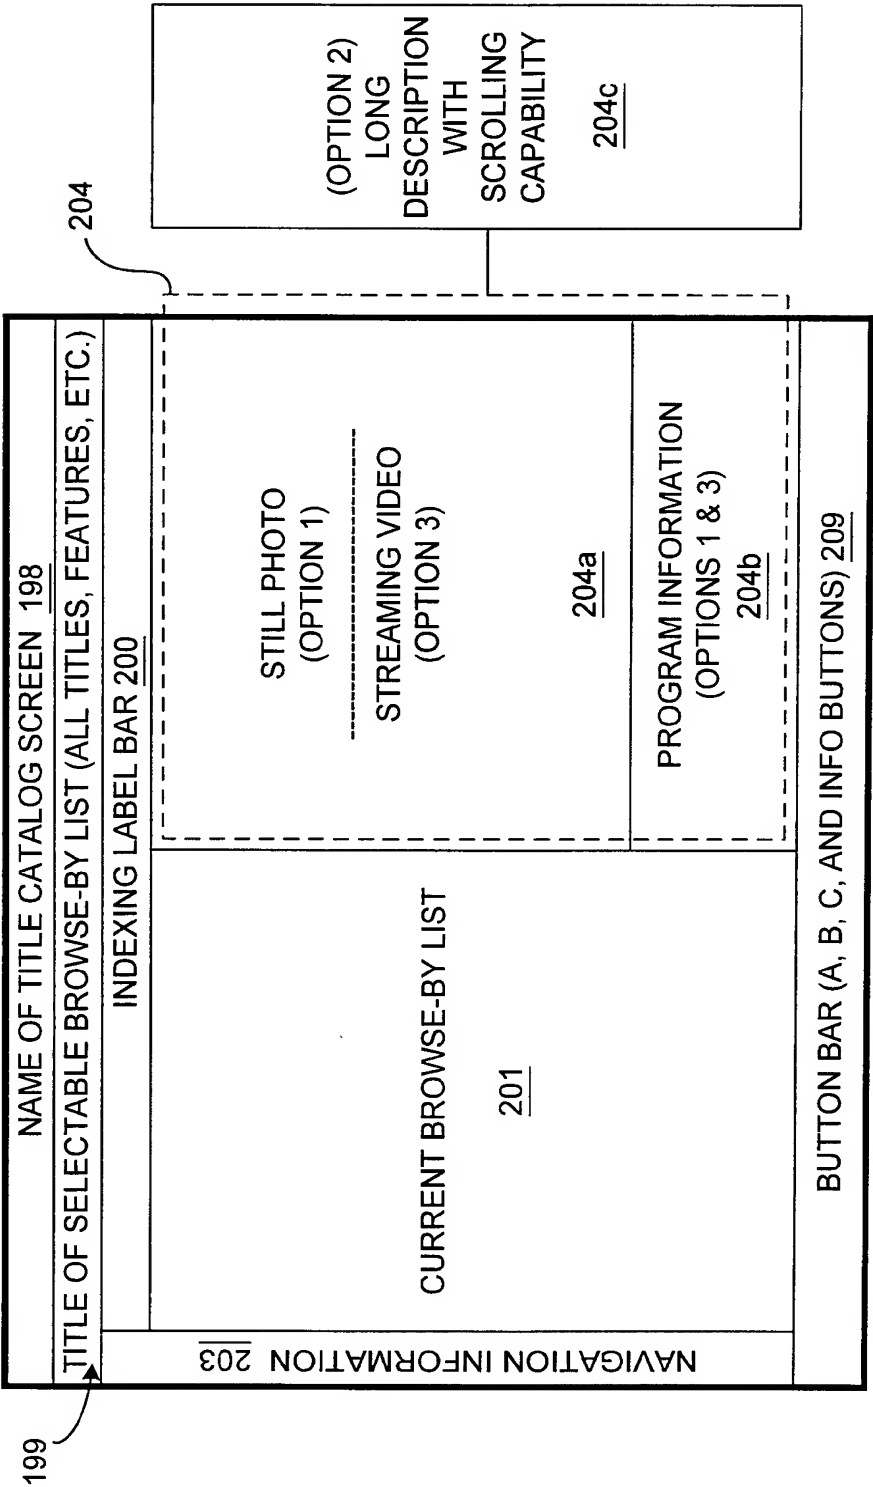 NAME OF TITLE CATALOG SCREEN 198
TITLE OF SELECTABLE BROWSE-BY LIST (ALL TITLES, FEATURES, ETC.)
199
INDEXING LABEL BAR 200
204
NAVIGATION INFORMATION 203
CURRENT BROWSE-BY LIST
201
STILL PHOTO
(OPTION 1)
STREAMING VIDEO
(OPTION 3)
204a
PROGRAM INFORMATION
(OPTIONS 1 & 3)
204b
(OPTION 2)
LONG
DESCRIPTION
WITH
SCROLLING
CAPABILITY
204c
BUTTON BAR (A, B, C, AND INFO BUTTONS) 209